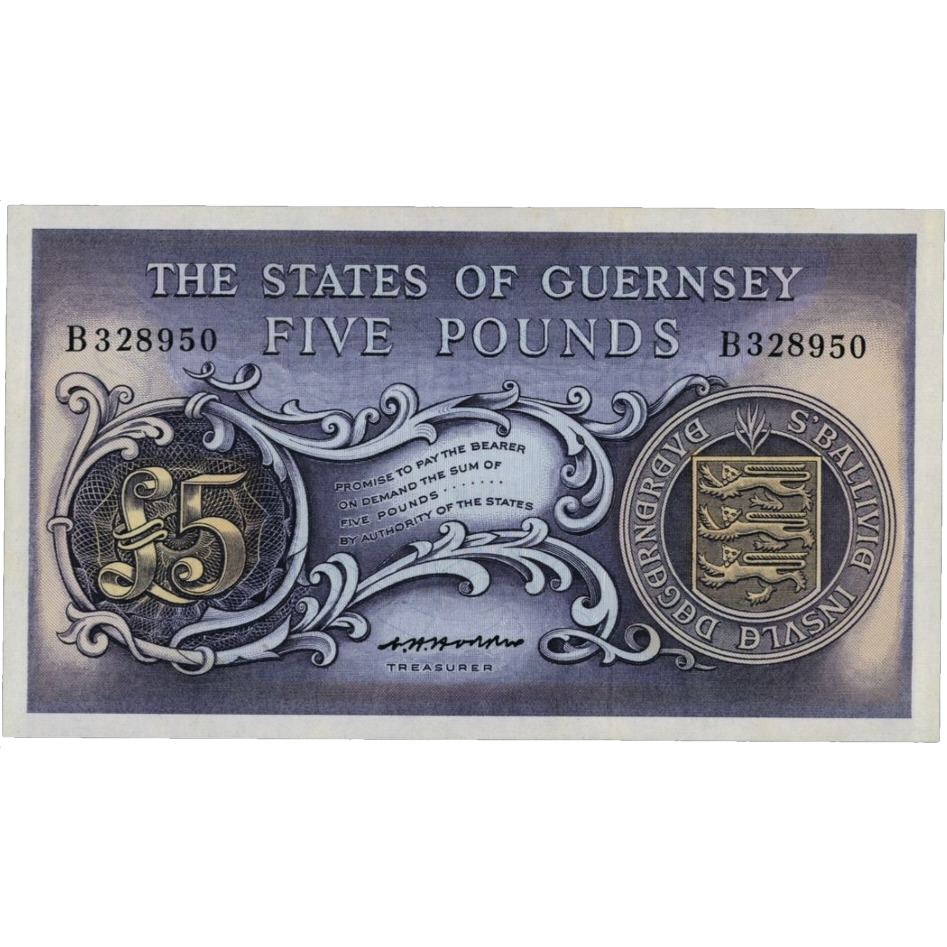 THE STATES OF GUERNSEY
FIVE POUNDS
B328950
B328950
£5
PROMISE TO PAY THE BEARER
ON DEMAND THE SUM OF
FIVE POUNDS .......
BY AUTHORITY OF THE STATES
TREASURER
S'BALLIVIE INSVLE DEGERNEREVE